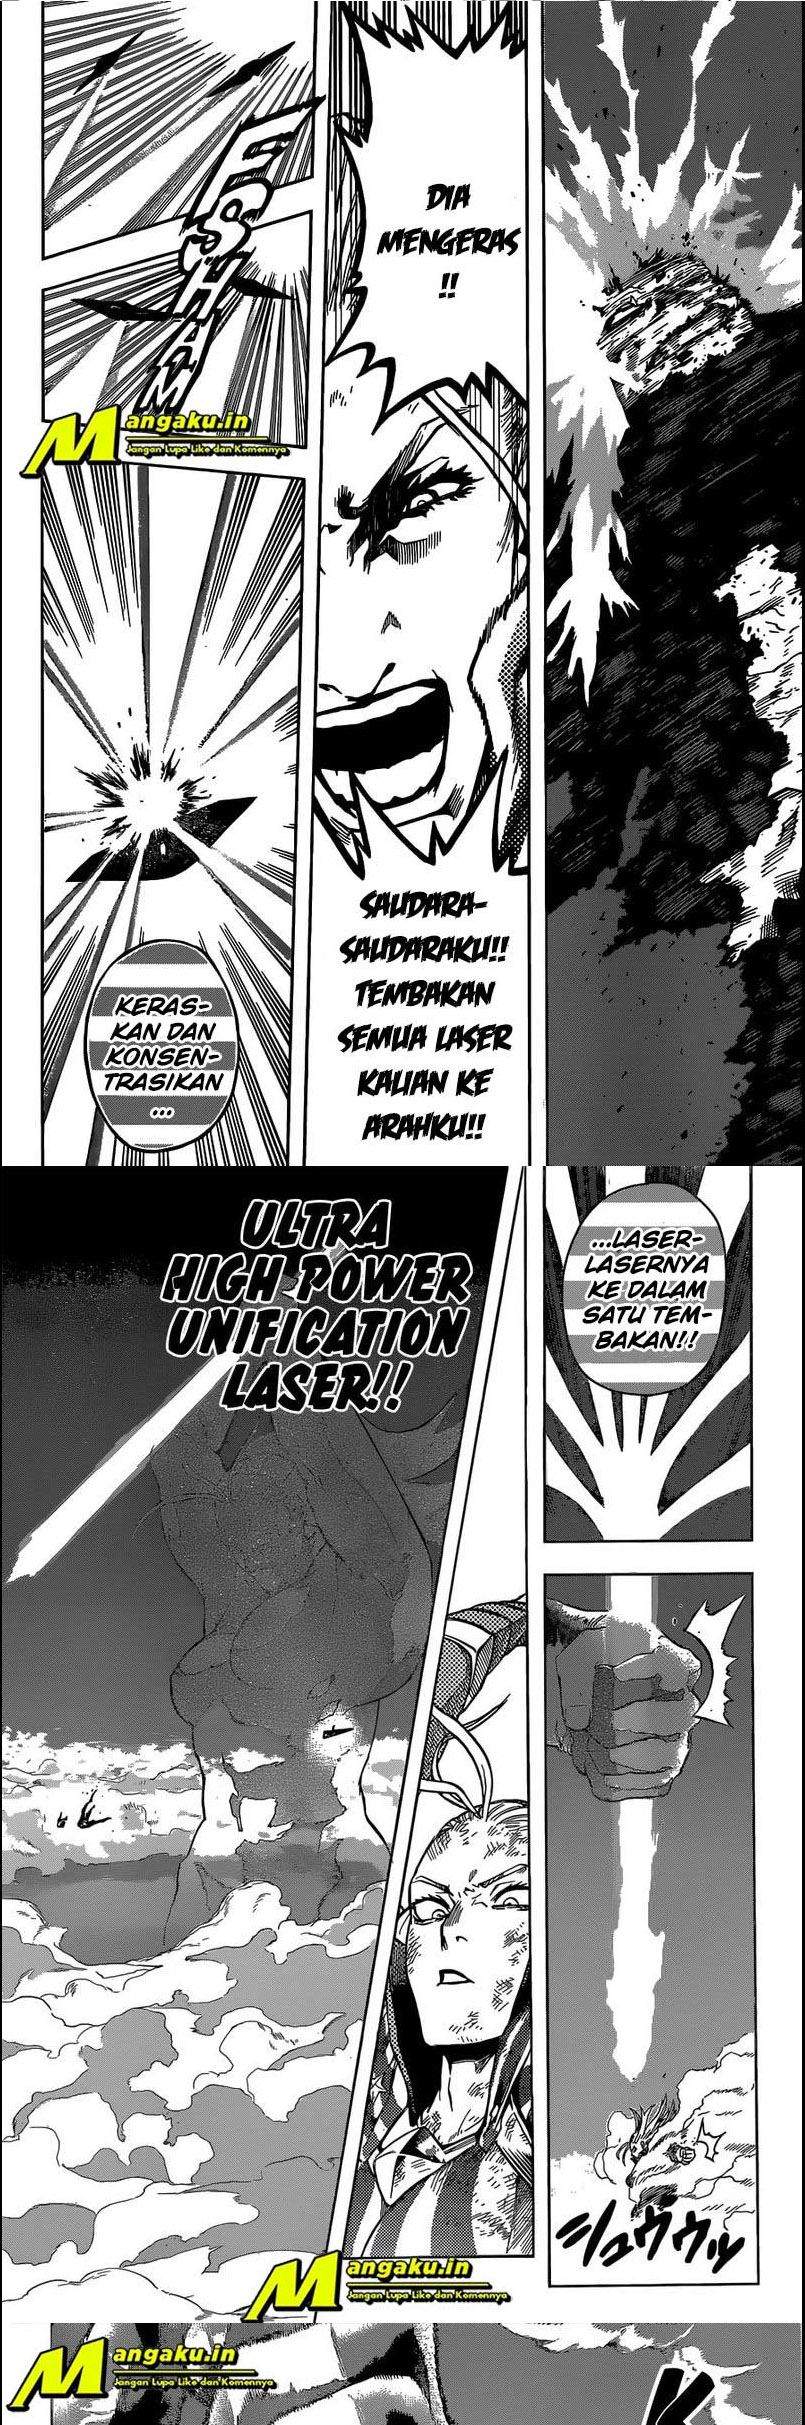 DIA
MENGERAS
!!
FSHAM
Mangaku.in
Jangan Lupa Like dan Komennya
SAUDARA-
SAUDARAKU!!
TEMBAKAN
SEMUA LASER
KALIAN KE
ARAHKU!!
KERAS-
KAN DAN
KONSEN-
TRASIKAN
...
...LASER-
LASERNYA
KE DALAM
SATU TEM-
BAKAN!!
ULTRA
HIGH POWER
UNIFICATION
LASER!!
シュウウッ
Mangaku.in
Jangan Lupa Like dan Komennya
Mangaku.in
Jangan Lupa Like dan Komennya